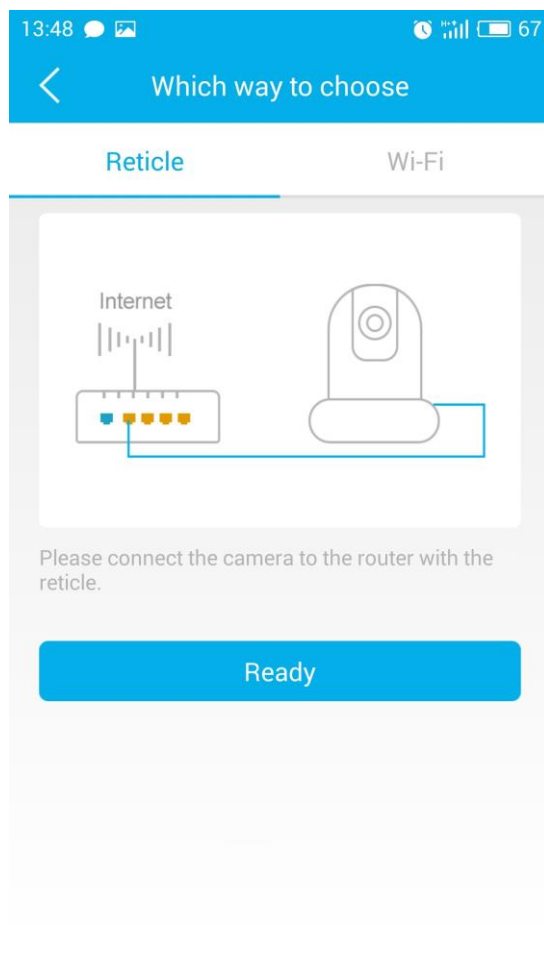 13:48 67
Which way to choose
Reticle Wi-Fi
Internet
Please connect the camera to the router with the
reticle.
Ready